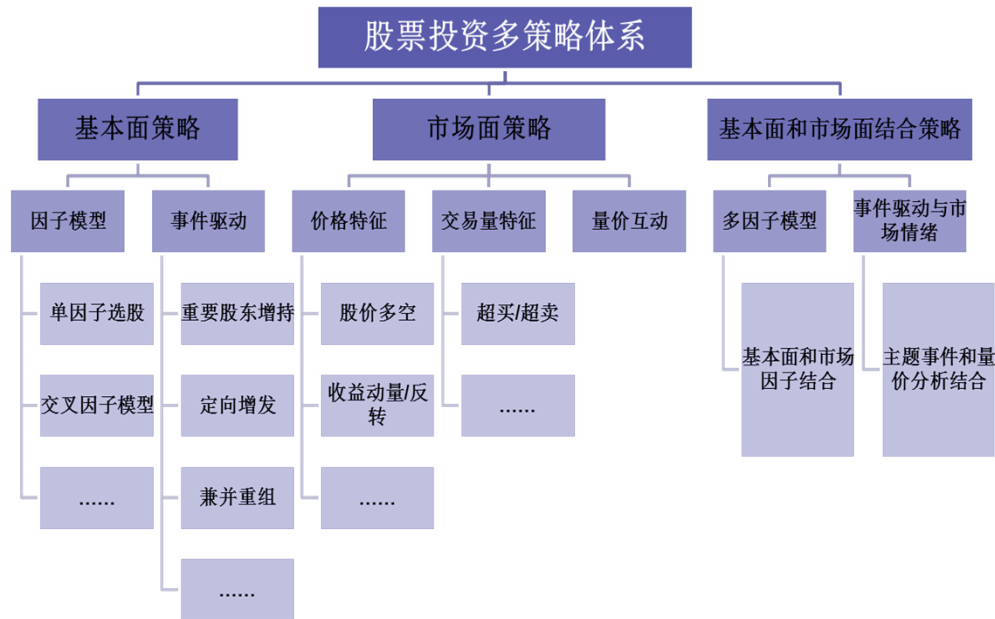 股票投资多策略体系
基本面策略
市场面策略
基本面和市场面结合策略
因子模型
事件驱动
价格特征
交易量特征
量价互动
多因子模型
事件驱动与市
场情绪
单因子选股
重要股东增持
股价多空
超买/超卖
基本面和市场
因子结合
主题事件和量
价分析结合
交叉因子模型
定向增发
收益动量/反
转
……
……
兼并重组
……
……